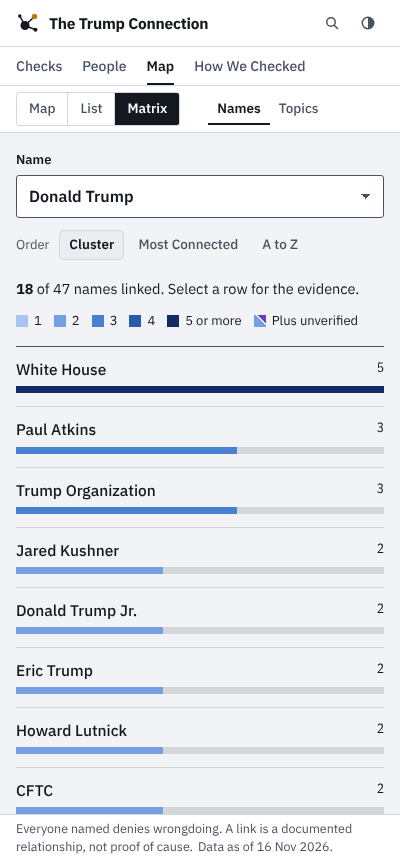 The Trump Connection
Checks People Map How We Checked
Map List Matrix Names Topics
Name
Donald Trump
Order Cluster Most Connected A to Z
18 of 47 names linked. Select a row for the evidence.
1 2 3 4 5 or more Plus unverified
White House 5
Paul Atkins 3
Trump Organization 3
Jared Kushner 2
Donald Trump Jr. 2
Eric Trump 2
Howard Lutnick 2
CFTC 2
Everyone named denies wrongdoing. A link is a documented
relationship, not proof of cause. Data as of 16 Nov 2026.